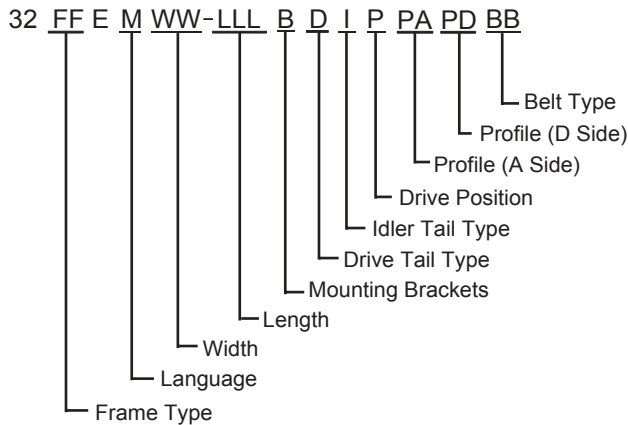 32 FF E M WW-LLL B D I P PA PD BB
Belt Type
Profile (D Side)
Profile (A Side)
Drive Position
Idler Tail Type
Drive Tail Type
Mounting Brackets
Length
Width
Language
Frame Type